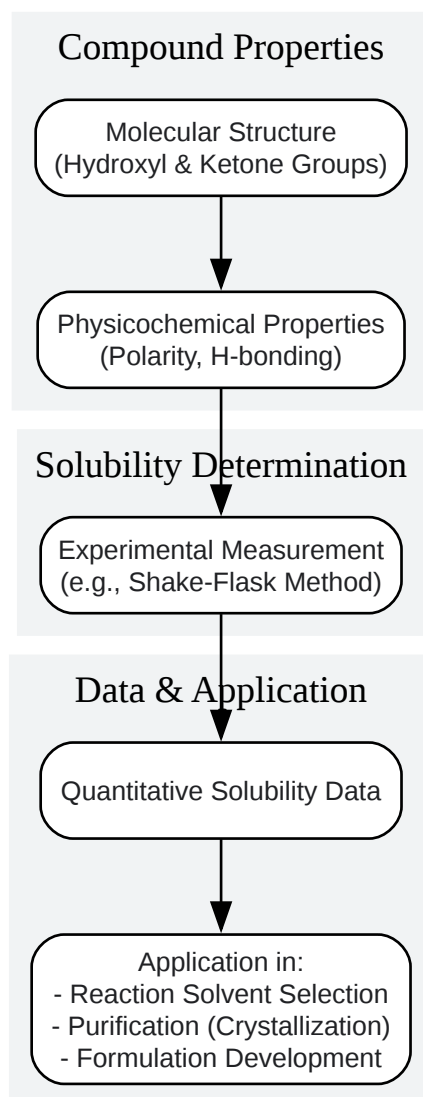 Compound Properties
Molecular Structure
(Hydroxyl & Ketone Groups)
Physicochemical Properties
(Polarity, H-bonding)
Solubility Determination
Experimental Measurement
(e.g., Shake-Flask Method)
Data & Application
Quantitative Solubility Data
Application in:
- Reaction Solvent Selection
- Purification (Crystallization)
- Formulation Development